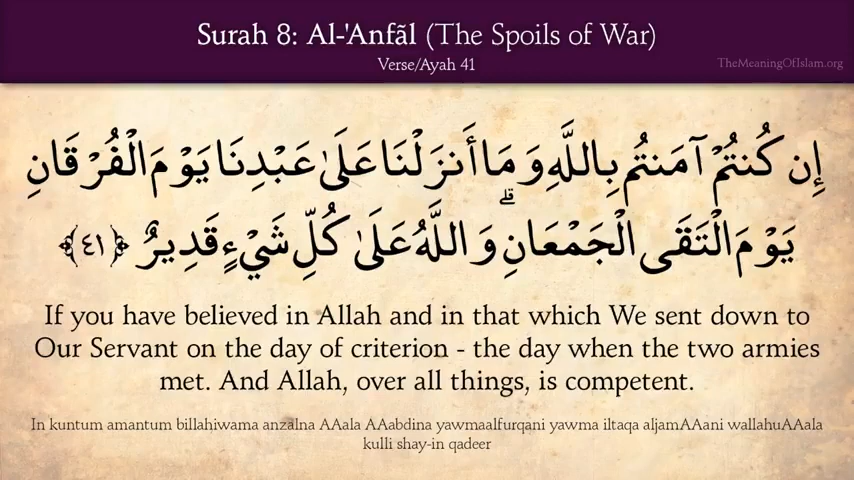 Surah 8: Al-'Anfãl (The Spoils of War)
Verse/Ayah 41
TheMeaningOfIslam.org
إِن كُنتُمْ آمَنتُم بِاللَّهِ وَمَا أَنزَلْنَا عَلَىٰ عَبْدِنَا يَوْمَ الْفُرْقَانِ
يَوْمَ الْتَقَى الْجَمْعَانِ ۗ وَاللَّهُ عَلَىٰ كُلِّ شَيْءٍ قَدِيرٌ ﴿٤١﴾
If you have believed in Allah and in that which We sent down to
Our Servant on the day of criterion - the day when the two armies
met. And Allah, over all things, is competent.
In kuntum amantum billahiwama anzalna AAala AAabdina yawmaalfurqani yawma iltaqa aljamAAani wallahuAAala
kulli shay-in qadeer